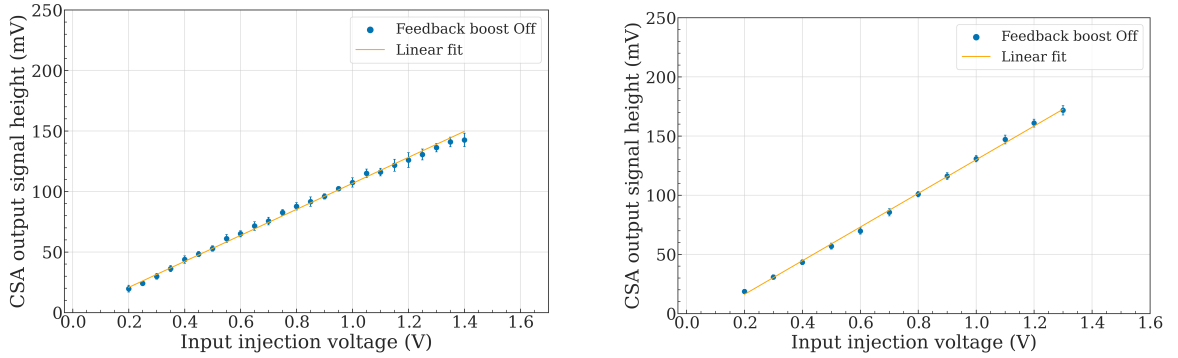 250
200
150
100
50
0
CSA output signal height (mV)
Feedback boost Off
Linear fit
0.0 0.2 0.4 0.6 0.8 1.0 1.2 1.4 1.6
Input injection voltage (V)
250
200
150
100
50
0
CSA output signal height (mV)
Feedback boost Off
Linear fit
0.0 0.2 0.4 0.6 0.8 1.0 1.2 1.4 1.6
Input injection voltage (V)